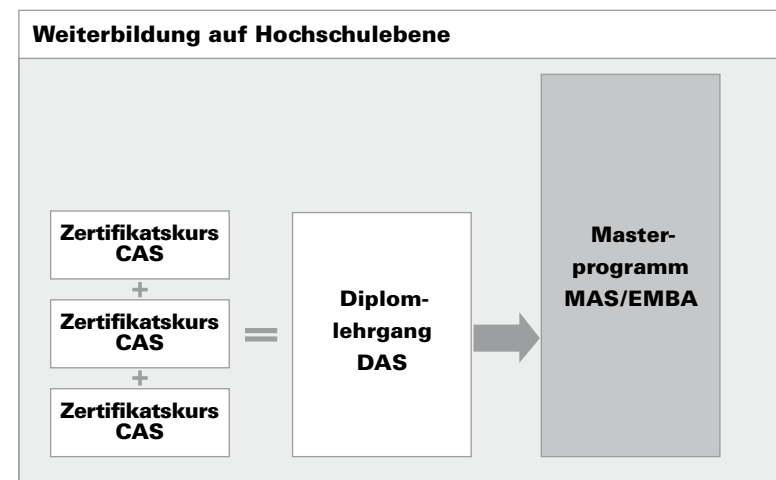 Weiterbildung auf Hochschulebene
Zertifikatskurs
CAS
+
Zertifikatskurs
CAS
+
Zertifikatskurs
CAS
=
Diplom-
lehrgang
DAS
Master-
programm
MAS/EMBA